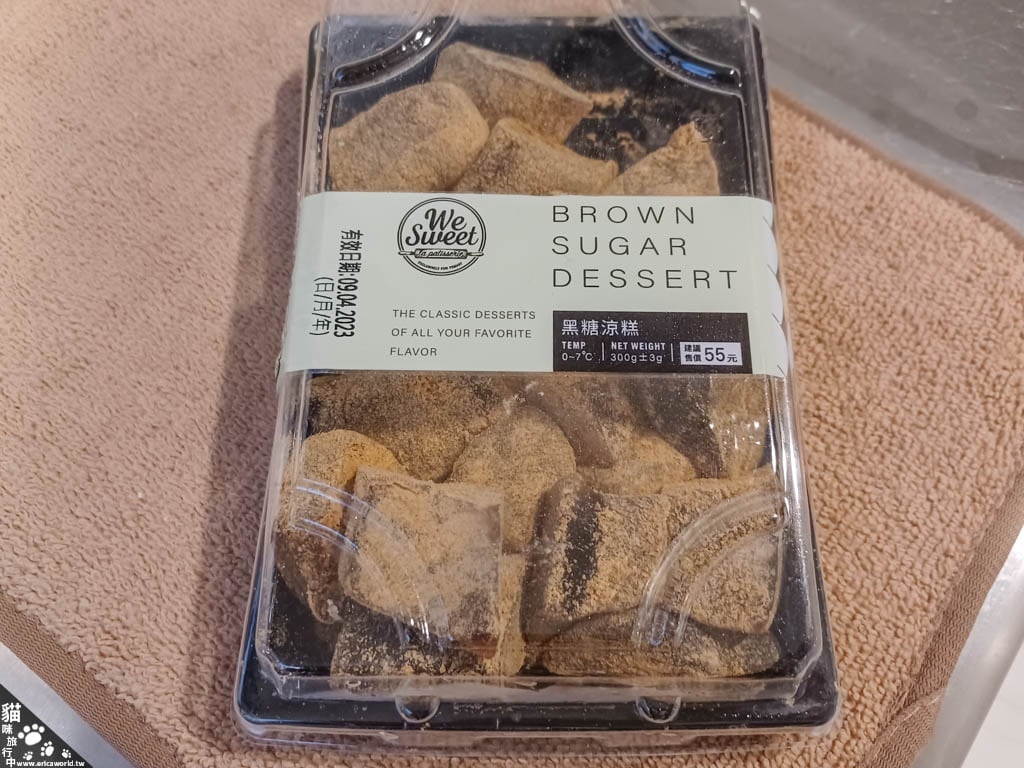 We
Sweet
la patisserie
BROWN
SUGAR
DESSERT
THE CLASSIC DESSERTS
OF ALL YOUR FAVORITE
FLAVOR
黑糖涼糕
TEMP
0~7℃
NET WEIGHT
300g±3g
建議
售價 55元
有效日期:09.04.2023
(日/月/年)
貓咪旅行中
www.ericaworld.tw